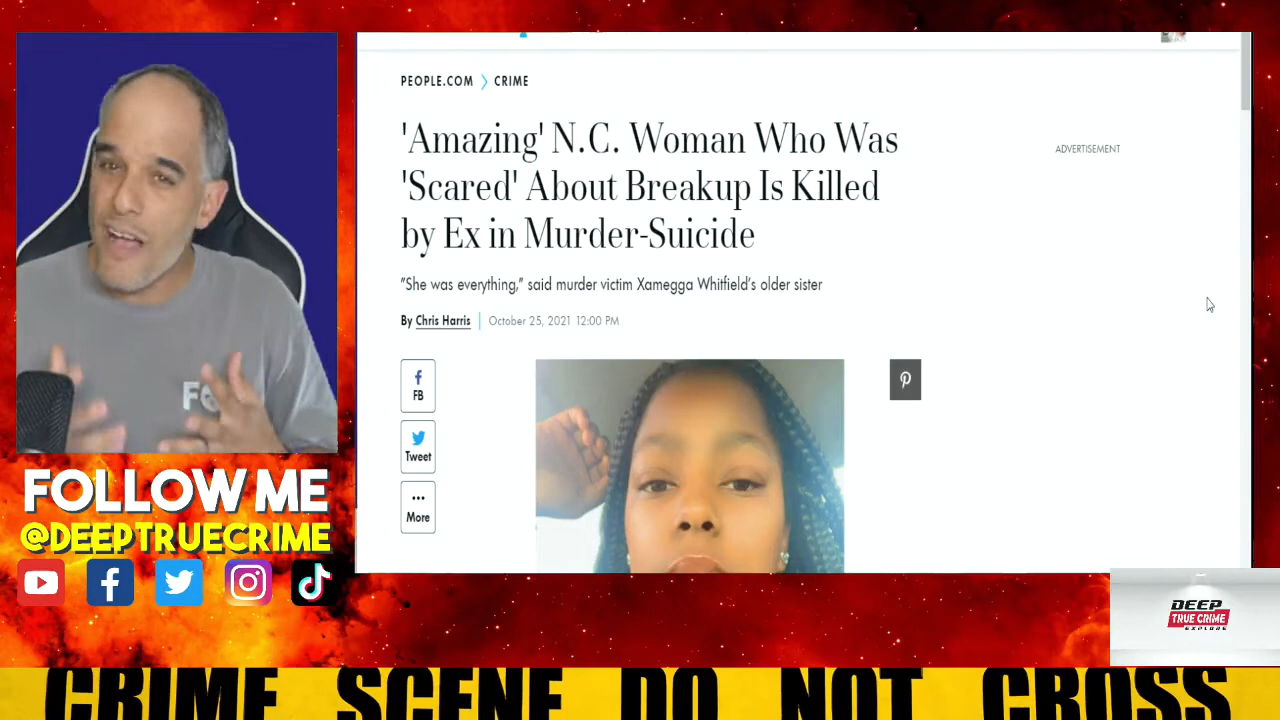 PEOPLE.COM > CRIME
'Amazing' N.C. Woman Who Was
'Scared' About Breakup Is Killed
by Ex in Murder-Suicide
ADVERTISEMENT
"She was everything," said murder victim Xamegga Whitfield's older sister
By Chris Harris | October 25, 2021 12:00 PM
FB
Tweet
More
FOLLOW ME
@DEEPTRUECRIME
DEEP
TRUE CRIME
EXPLORE
CRIME SCENE DO NOT CROSS